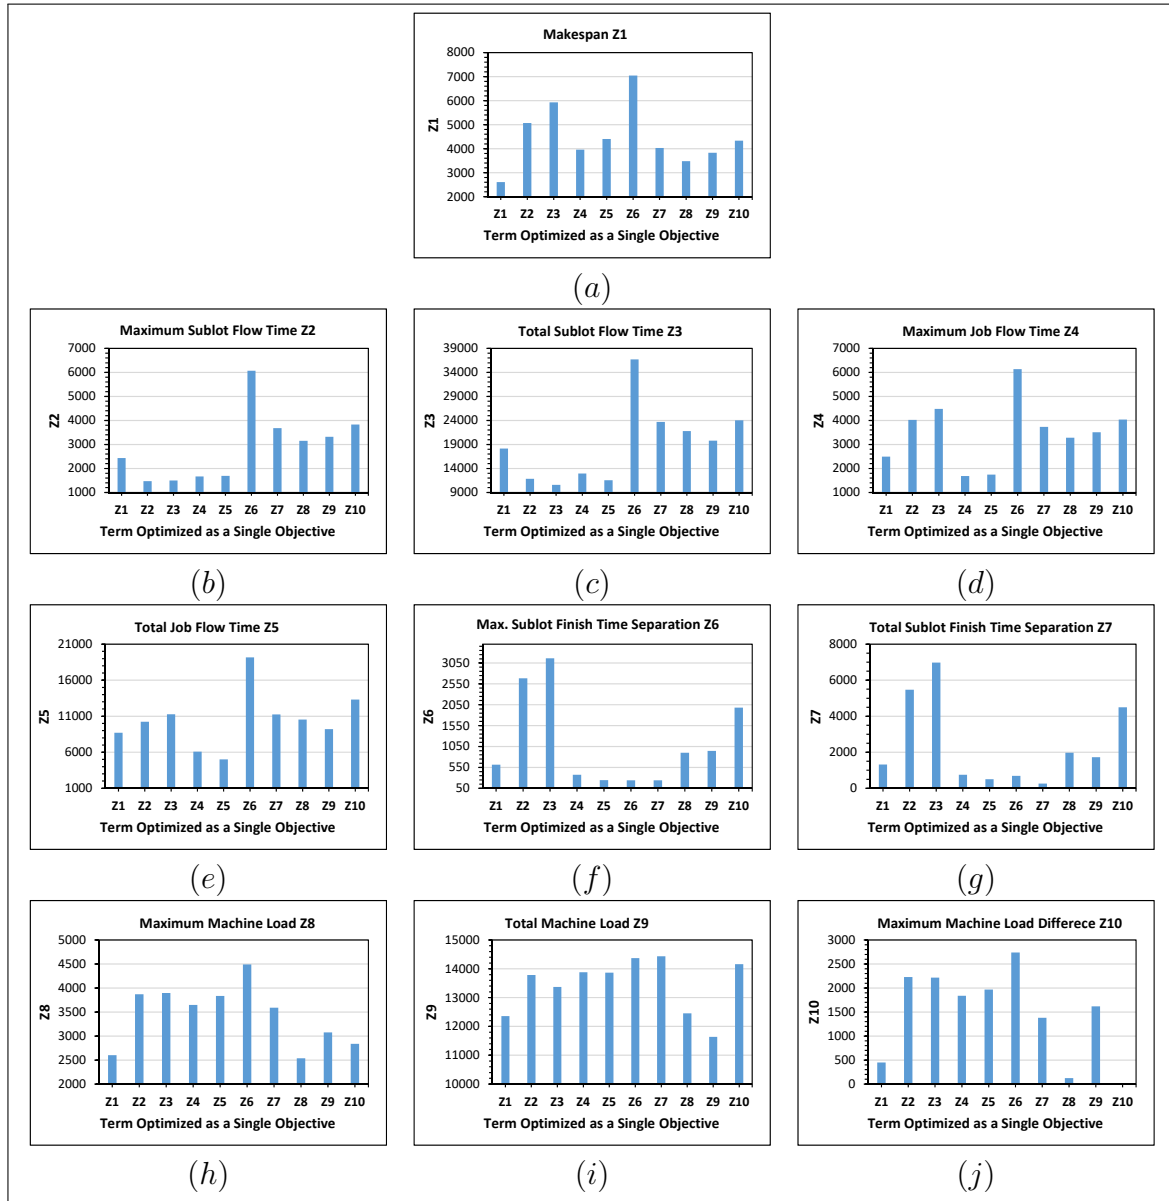 Makespan Z1
8000
7000
6000
5000
4000
3000
2000
Z1
Z1 Z2 Z3 Z4 Z5 Z6 Z7 Z8 Z9 Z10
Term Optimized as a Single Objective
(a)
Maximum Sublot Flow Time Z2
7000
6000
5000
4000
3000
2000
1000
Z2
Z1 Z2 Z3 Z4 Z5 Z6 Z7 Z8 Z9 Z10
Term Optimized as a Single Objective
(b)
Total Sublot Flow Time Z3
39000
34000
29000
24000
19000
14000
9000
Z3
Z1 Z2 Z3 Z4 Z5 Z6 Z7 Z8 Z9 Z10
Term Optimized as a Single Objective
(c)
Maximum Job Flow Time Z4
7000
6000
5000
4000
3000
2000
1000
Z4
Z1 Z2 Z3 Z4 Z5 Z6 Z7 Z8 Z9 Z10
Term Optimized as a Single Objective
(d)
Total Job Flow Time Z5
21000
16000
11000
6000
1000
Z5
Z1 Z2 Z3 Z4 Z5 Z6 Z7 Z8 Z9 Z10
Term Optimized as a Single Objective
(e)
Max. Sublot Finish Time Separation Z6
3050
2550
2050
1550
1050
550
50
Z6
Z1 Z2 Z3 Z4 Z5 Z6 Z7 Z8 Z9 Z10
Term Optimized as a Single Objective
(f)
Total Sublot Finish Time Separation Z7
8000
6000
4000
2000
0
Z7
Z1 Z2 Z3 Z4 Z5 Z6 Z7 Z8 Z9 Z10
Term Optimized as a Single Objective
(g)
Maximum Machine Load Z8
5000
4500
4000
3500
3000
2500
2000
Z8
Z1 Z2 Z3 Z4 Z5 Z6 Z7 Z8 Z9 Z10
Term Optimized as a Single Objective
(h)
Total Machine Load Z9
15000
14000
13000
12000
11000
10000
Z9
Z1 Z2 Z3 Z4 Z5 Z6 Z7 Z8 Z9 Z10
Term Optimized as a Single Objective
(i)
Maximum Machine Load Differece Z10
3000
2500
2000
1500
1000
500
0
Z10
Z1 Z2 Z3 Z4 Z5 Z6 Z7 Z8 Z9 Z10
Term Optimized as a Single Objective
(j)